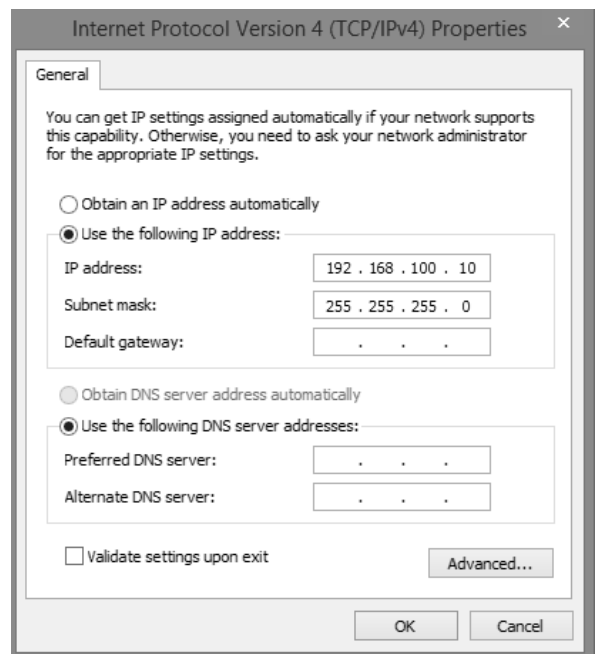 Internet Protocol Version 4 (TCP/IPv4) Properties
×
General
You can get IP settings assigned automatically if your network supports
this capability. Otherwise, you need to ask your network administrator
for the appropriate IP settings.
Obtain an IP address automatically
Use the following IP address:
IP address: 192 . 168 . 100 . 10
Subnet mask: 255 . 255 . 255 . 0
Default gateway: . . .
Obtain DNS server address automatically
Use the following DNS server addresses:
Preferred DNS server: . . .
Alternate DNS server: . . .
Validate settings upon exit
Advanced...
OK Cancel